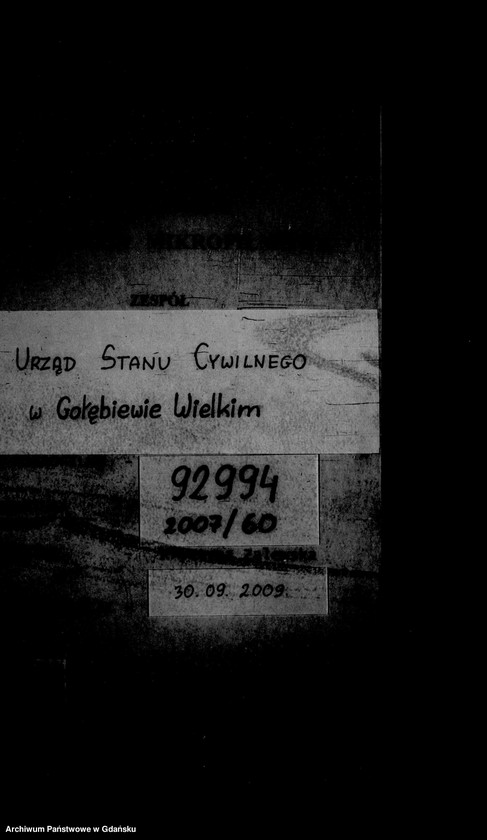 ZESPÓŁ
URZĄD STANU CYWILNEGO
w Gołębiewie Wielkim
92994
2007/60
30.09.2009.
Archiwum Państwowe w Gdańsku